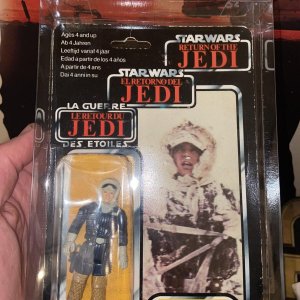 Ages 4 and up
Ab 4 Jahren
Leeftijd vanaf 4 jaar
Edad a partir de los 4 años
A partir de 4 ans
Dai 4 anni in su
STAR WARS
RETURN OF THE
JEDI
STAR WARS
EL RETORNO DEL
JEDI
LA GUERRE
LE RETOUR DU
JEDI
DES ETOILES